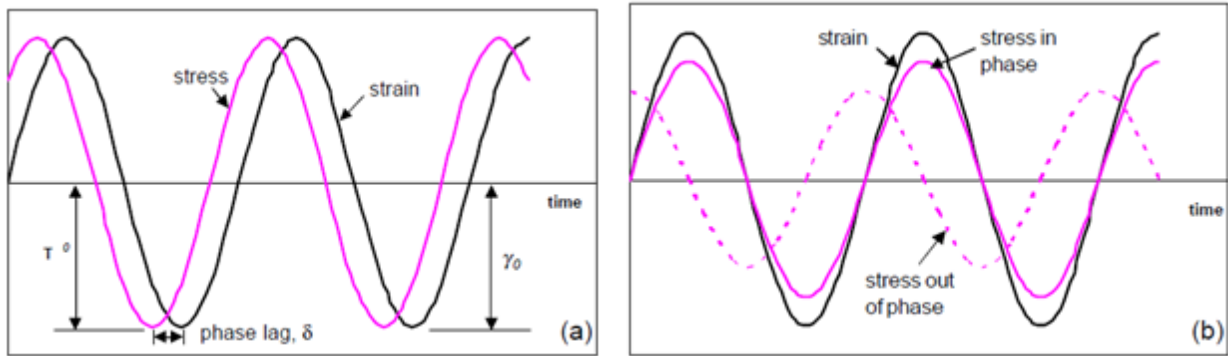 stress
strain
time
τ 0
γ0
phase lag, δ
(a)
strain
stress in
phase
time
stress out
of phase
(b)